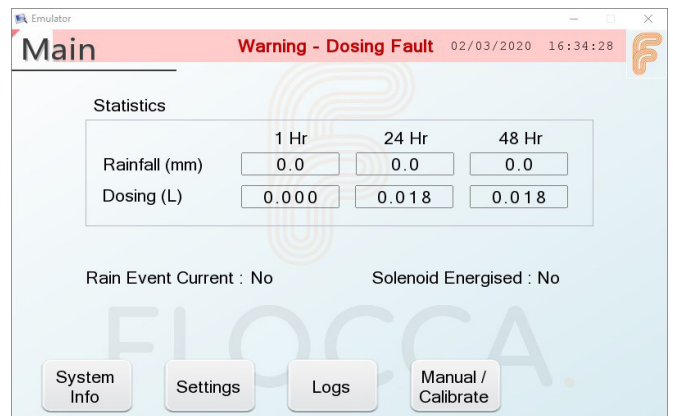 Emulator
Main
Warning - Dosing Fault 02/03/2020 16:34:28
Statistics
1 Hr 24 Hr 48 Hr
Rainfall (mm) 0.0 0.0 0.0
Dosing (L) 0.000 0.018 0.018
Rain Event Current : No Solenoid Energised : No
FLOCCA.
System
Info
Settings
Logs
Manual /
Calibrate